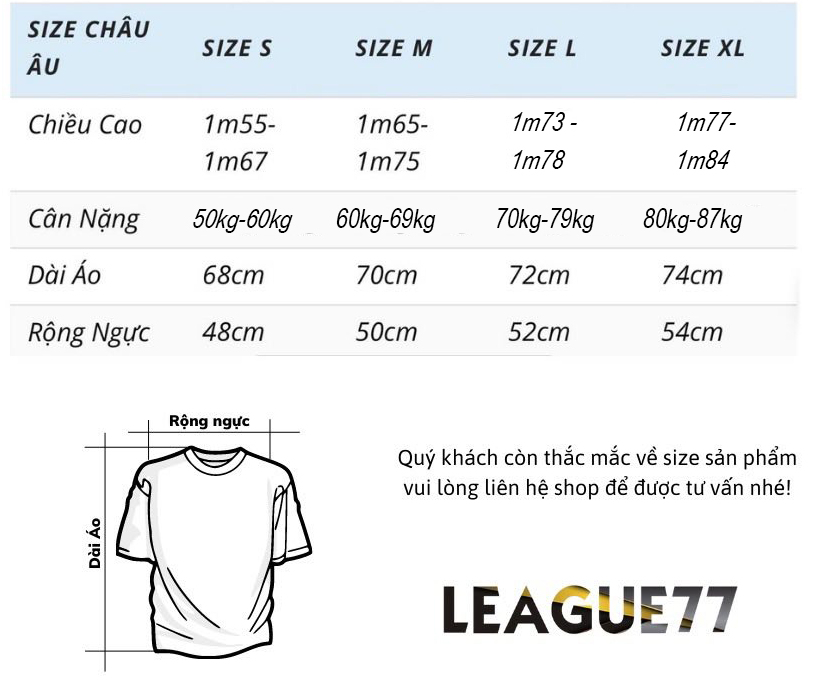 SIZE CHÂU ÂU SIZE S SIZE M SIZE L SIZE XL
Chiều Cao 1m55-1m67 1m65-1m75 1m73 -1m78 1m77-1m84
Cân Nặng 50kg-60kg 60kg-69kg 70kg-79kg 80kg-87kg
Dài Áo 68cm 70cm 72cm 74cm
Rộng Ngực 48cm 50cm 52cm 54cm
Rộng ngực
Dài Áo
Quý khách còn thắc mắc về size sản phẩm
vui lòng liên hệ shop để được tư vấn nhé!
LEAGUE77